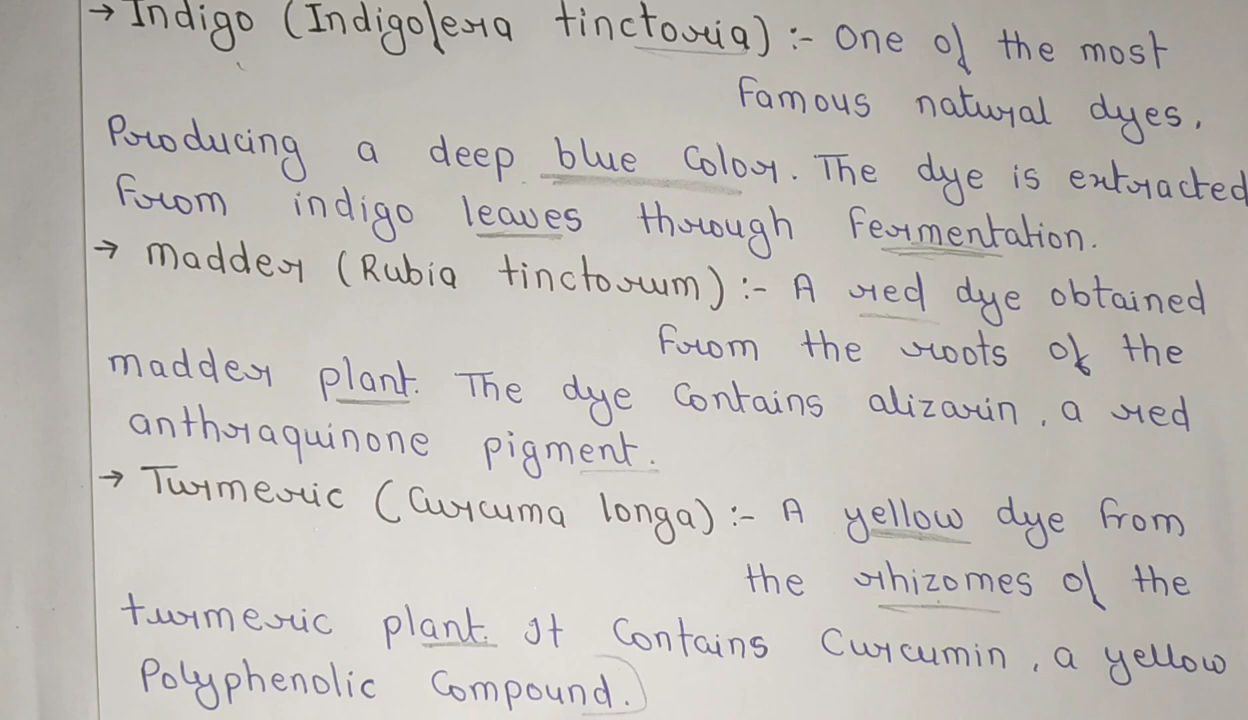 → Indigo (Indigofera tinctoria) :- One of the most
Famous natural dyes,
Producing a deep blue Color. The dye is extracted
From indigo leaves through Fermentation.
→ Madder (Rubia tinctorum) :- A red dye obtained
From the roots of the
madder plant. The dye Contains alizarin, a red
anthraquinone pigment.
→ Turmeric (Curcuma longa) :- A yellow dye From
the rhizomes of the
turmeric plant. It Contains Curcumin, a yellow
Polyphenolic Compound.